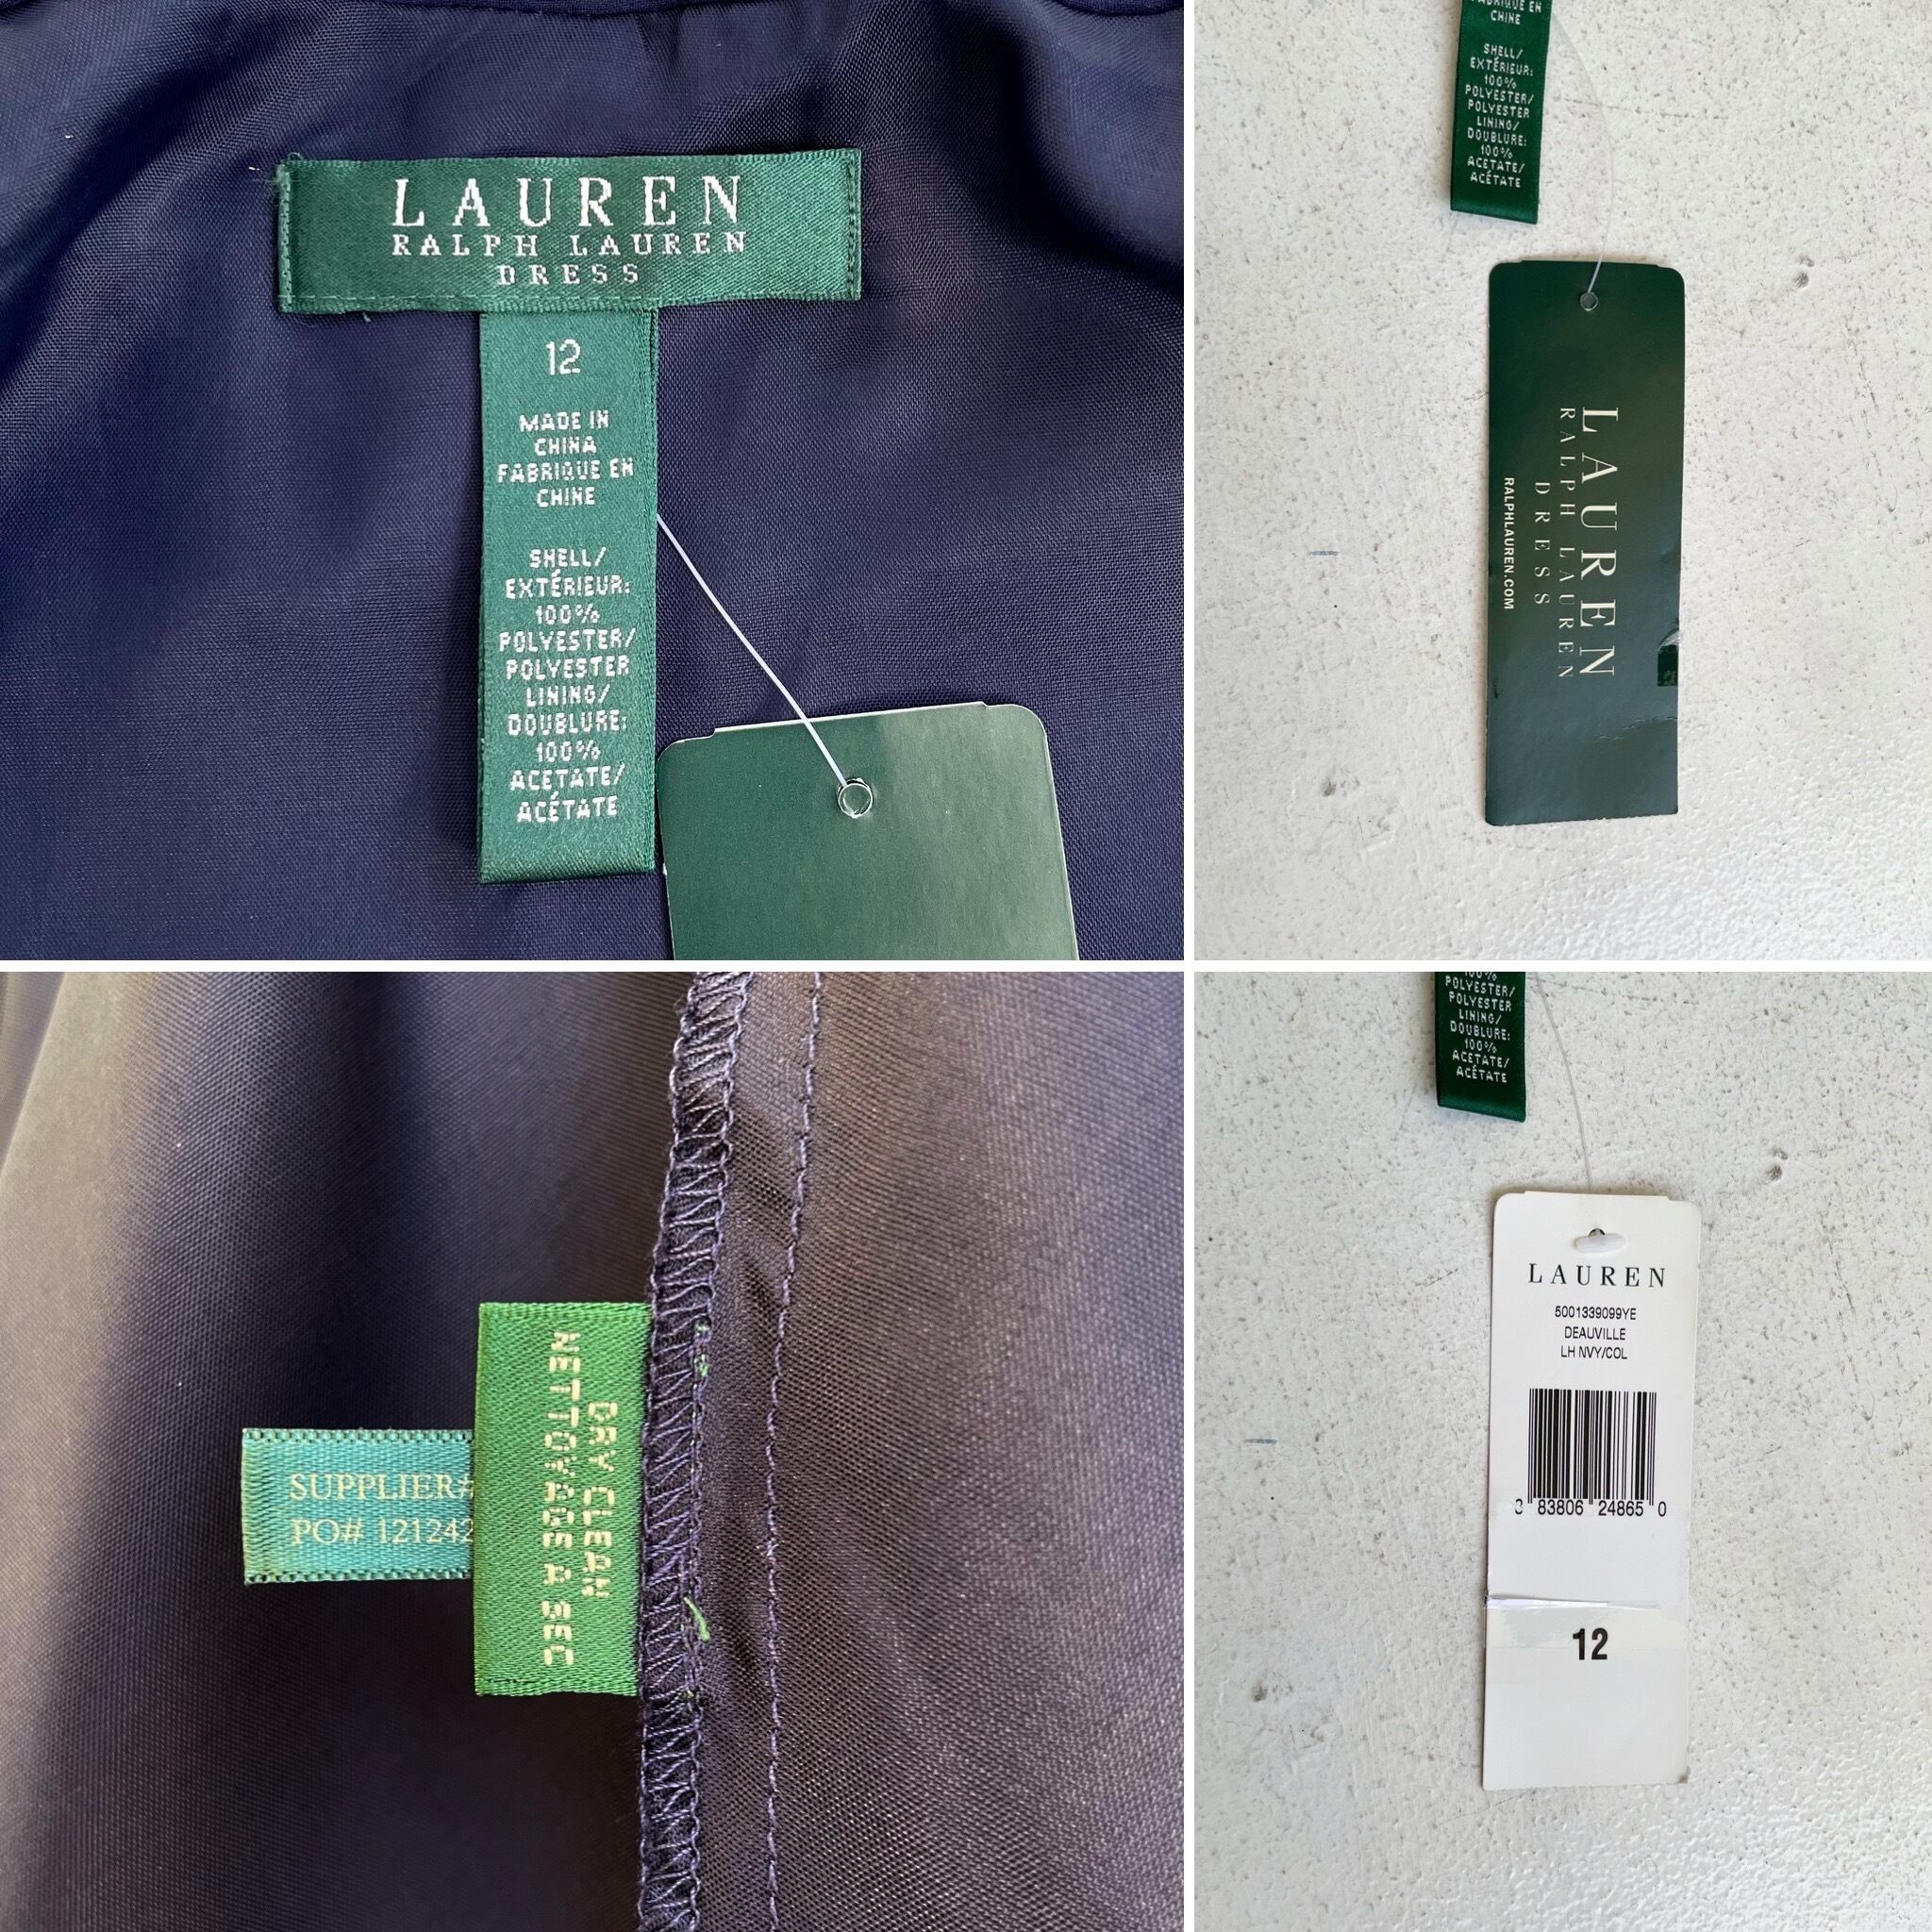 LAUREN
RALPH LAUREN
DRESS
12
MADE IN
CHINA
FABRIQUE EN
CHINE
SHELL/
EXTÉRIEUR:
100%
POLYESTER/
POLYESTER
LINING/
DOUBLURE:
100%
ACETATE/
ACÉTATE
FABRIQUE EN
CHINE
SHELL/
EXTÉRIEUR:
100%
POLYESTER/
POLYESTER
LINING/
DOUBLURE:
100%
ACETATE/
ACÉTATE
LAUREN
RALPH LAUREN
DRESS
RALPHLAUREN.COM
SUPPLIER#
PO# 121242
DRY CLEAN
NETTOYAGE A SEC
100%
POLYESTER/
POLYESTER
LINING/
DOUBLURE:
100%
ACETATE/
ACÉTATE
LAUREN
5001339099YE
DEAUVILLE
LH NVY/COL
83806 24865 0
12